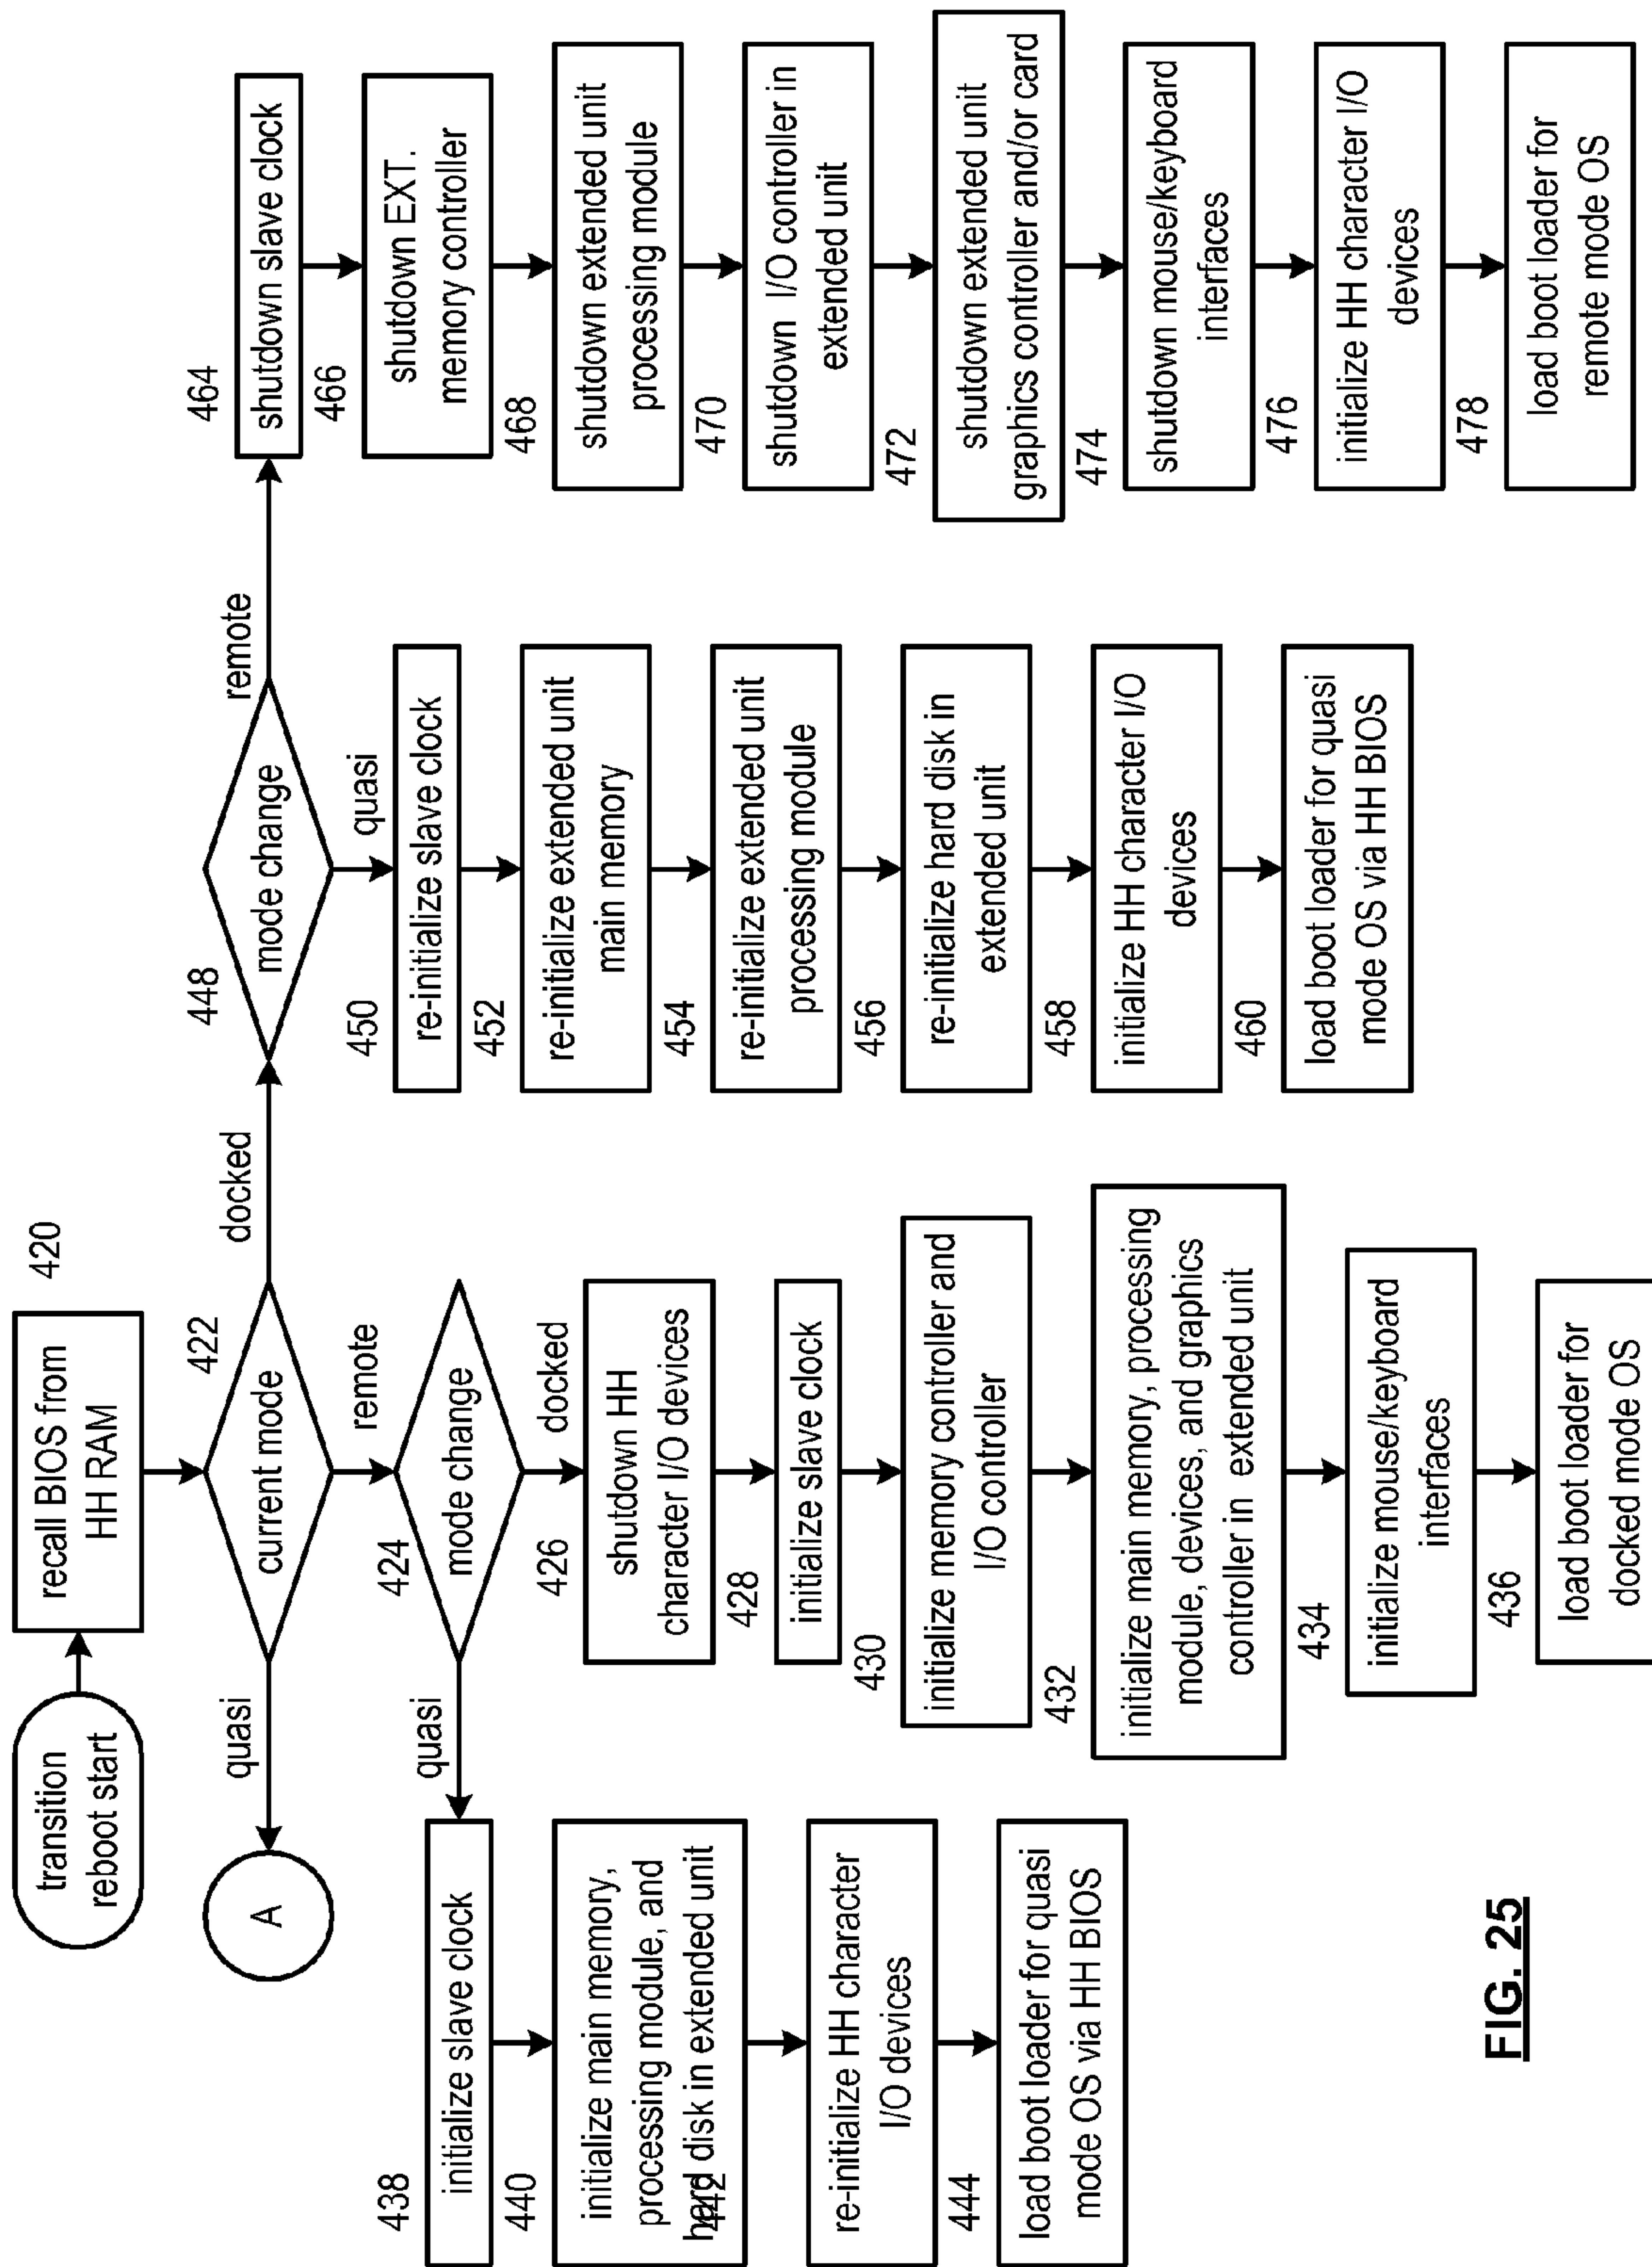 transition
reboot start
420
recall BIOS from
HH RAM
422
current mode
quasi
A
remote
docked
424
mode change
quasi
docked
438
initialize slave clock
440
initialize main memory,
processing module, and
hard disk in extended unit
442
re-initialize HH character
I/O devices
444
load boot loader for quasi
mode OS via HH BIOS
426
shutdown HH
character I/O devices
428
initialize slave clock
430
initialize memory controller and
I/O controller
432
initialize main memory, processing
module, devices, and graphics
controller in extended unit
434
initialize mouse/keyboard
interfaces
436
load boot loader for
docked mode OS
448
mode change
quasi
remote
450
re-initialize slave clock
452
re-initialize extended unit
main memory
454
re-initialize extended unit
processing module
456
re-initialize hard disk in
extended unit
458
initialize HH character I/O
devices
460
load boot loader for quasi
mode OS via HH BIOS
464
shutdown slave clock
466
shutdown EXT.
memory controller
468
shutdown extended unit
processing module
470
shutdown I/O controller in
extended unit
472
shutdown extended unit
graphics controller and/or card
474
shutdown mouse/keyboard
interfaces
476
initialize HH character I/O
devices
478
load boot loader for
remote mode OS
FIG. 25